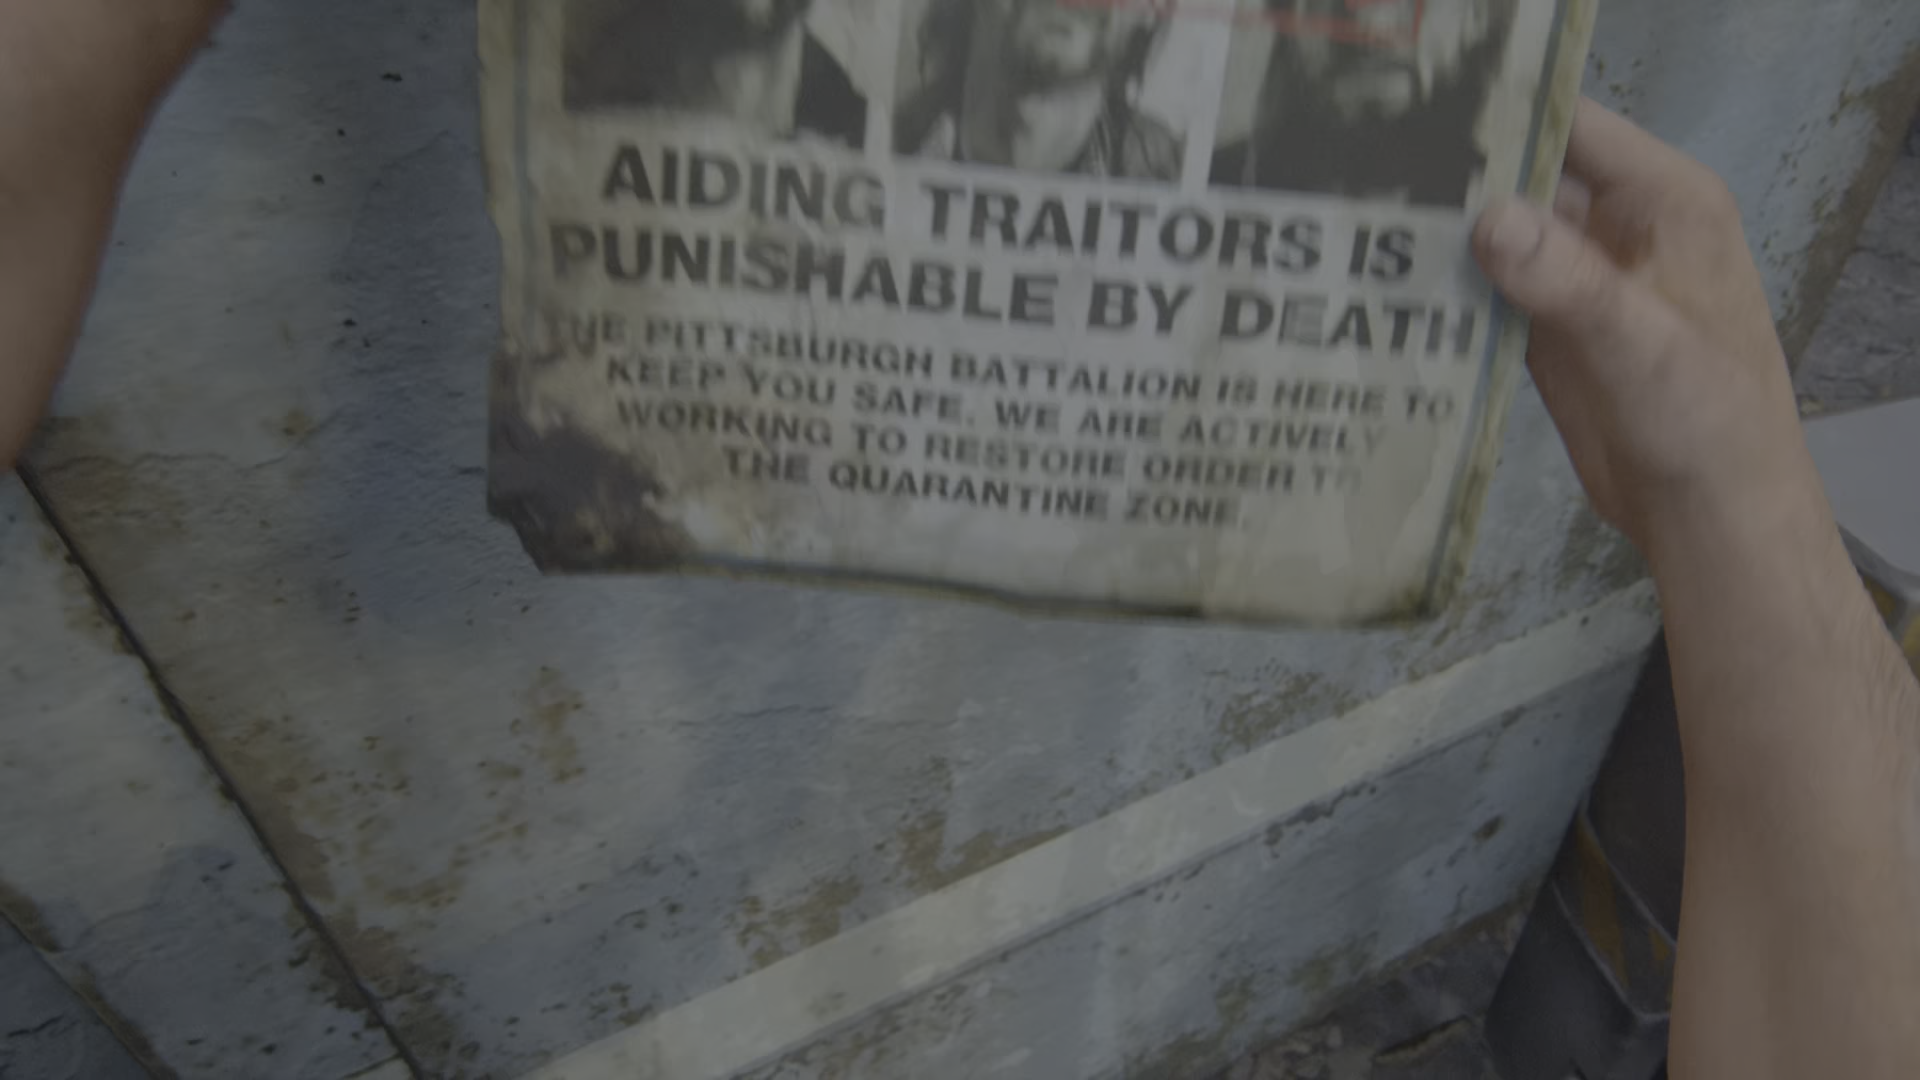 AIDING TRAITORS IS
PUNISHABLE BY DEATH
THE PITTSBURGH BATTALION IS HERE TO
KEEP YOU SAFE. WE ARE ACTIVELY
WORKING TO RESTORE ORDER TO
THE QUARANTINE ZONE.